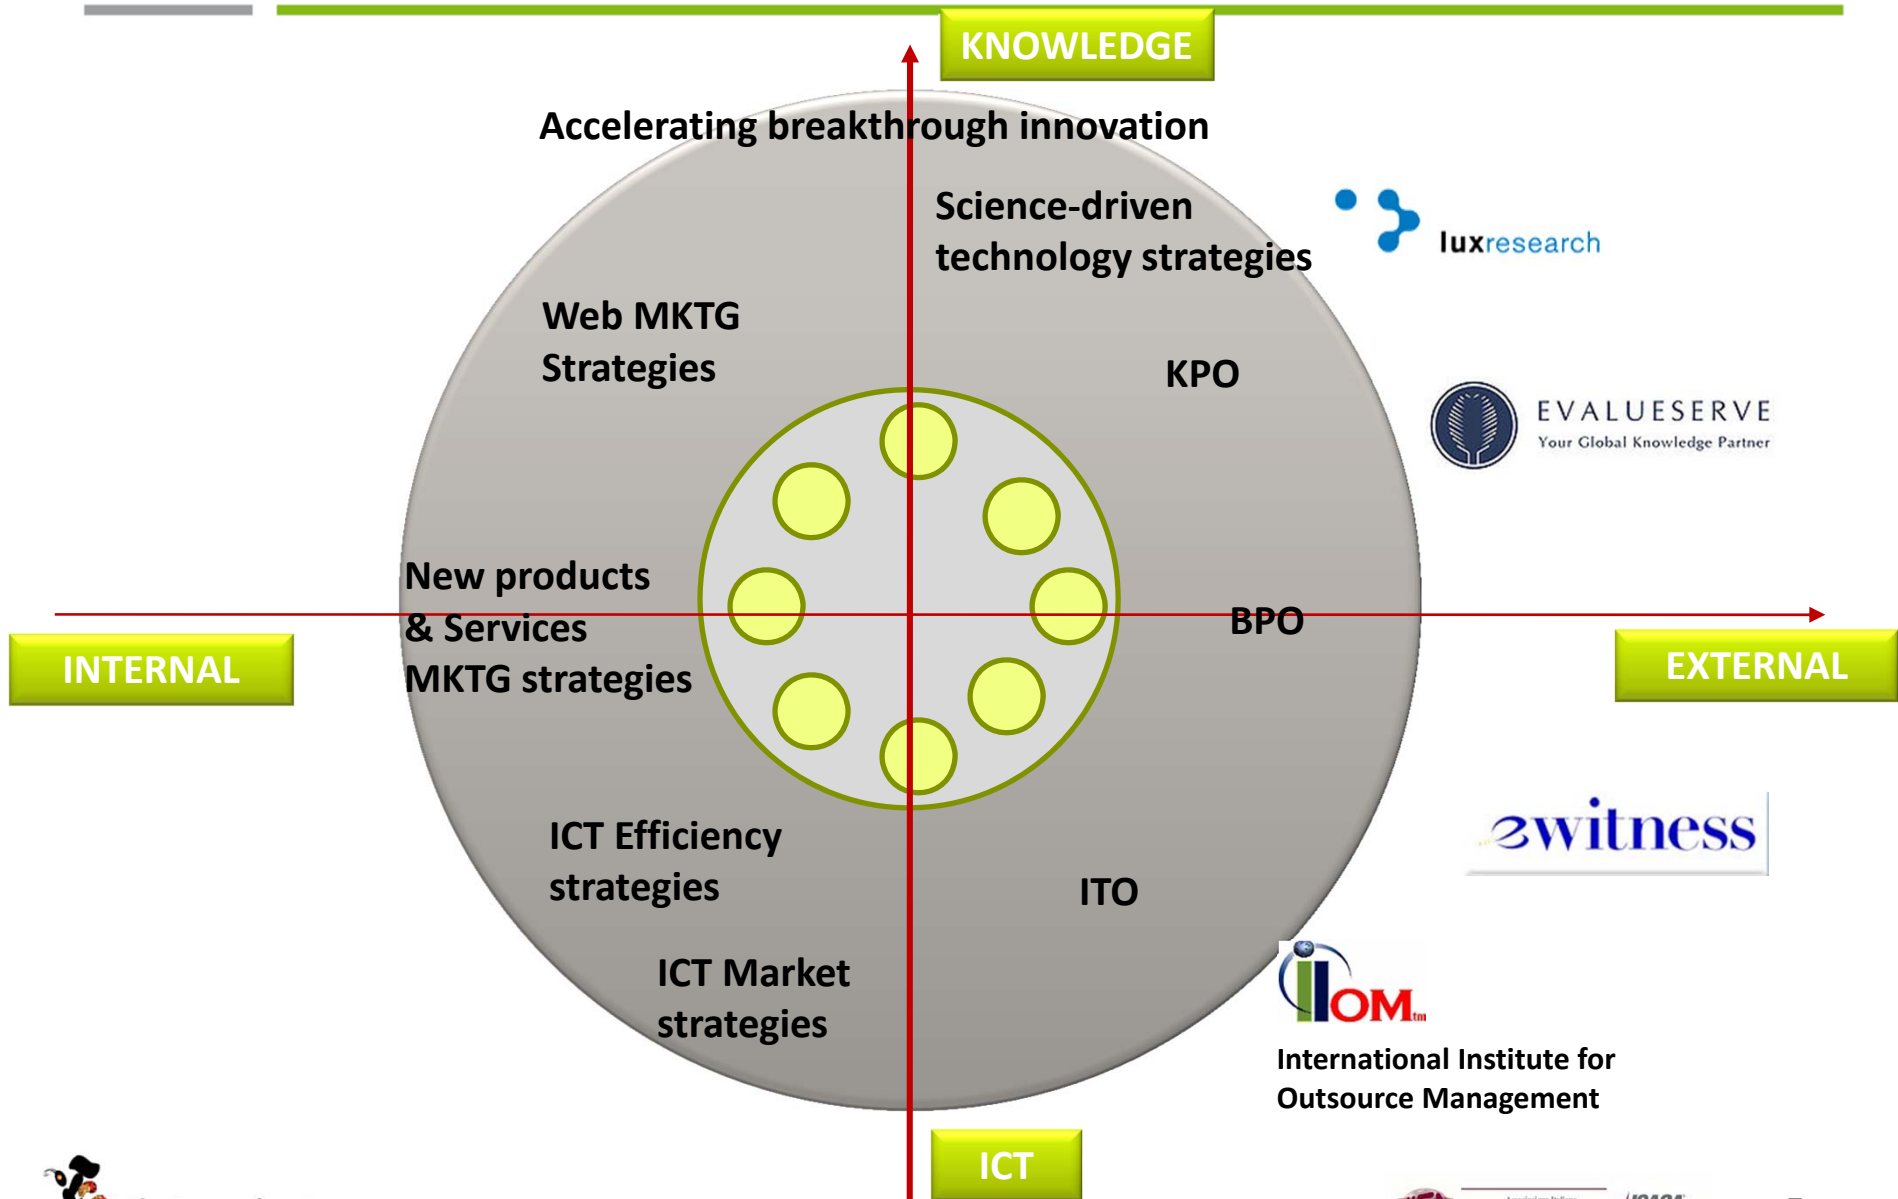 KNOWLEDGE
Accelerating breakthrough innovation
Science-driven
technology strategies
luxresearch
Web MKTG
Strategies
KPO
EVALUESERVE
Your Global Knowledge Partner
New products
& Services
MKTG strategies
BPO
INTERNAL
EXTERNAL
ICT Efficiency
strategies
ewitness
ITO
ICT Market
strategies
IIOM tm
International Institute for
Outsource Management
ICT